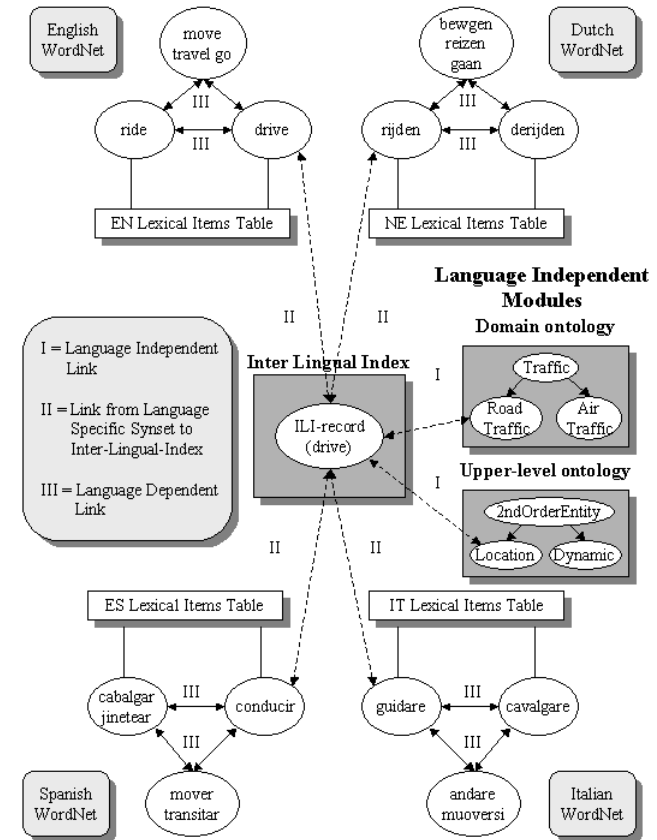 English
WordNet
move
travel go
III
ride
III
drive
EN Lexical Items Table
bewgen
reizen
gaan
Dutch
WordNet
III
rijden
III
derijden
NE Lexical Items Table
II
II
Language Independent
Modules
Domain ontology
I
Traffic
Road
Traffic
Air
Traffic
Upper-level ontology
I
2ndOrderEntity
Location
Dynamic
I = Language Independent
Link
II = Link from Language
Specific Synset to
Inter-Lingual-Index
III = Language Dependent
Link
Inter Lingual Index
ILI-record
(drive)
II
II
ES Lexical Items Table
cabalgar
jinetear
III
conducir
III
mover
transitar
Spanish
WordNet
IT Lexical Items Table
guidare
III
cavalgare
III
andare
muoversi
Italian
WordNet